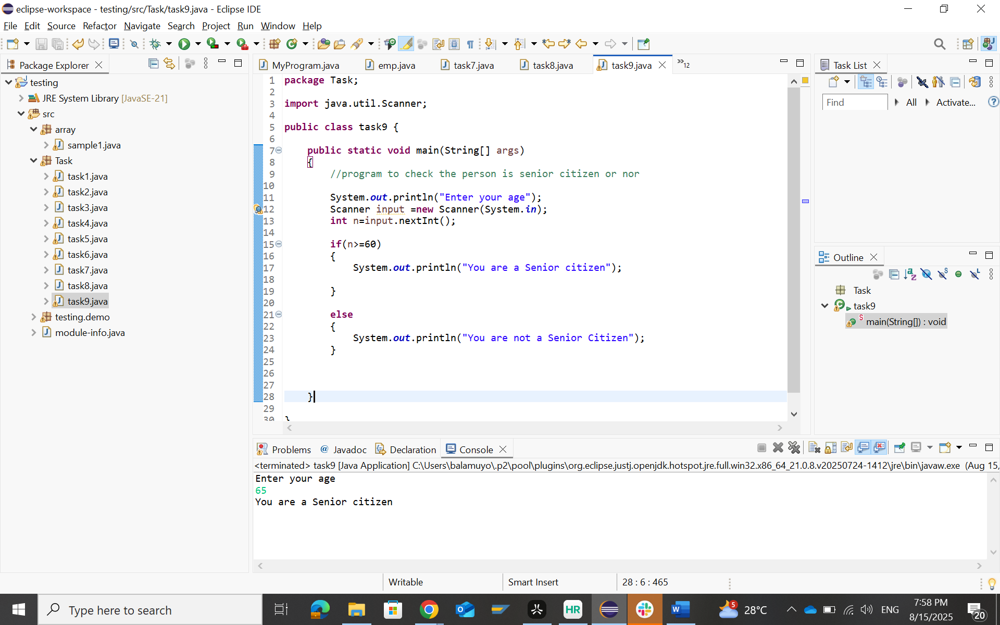 eclipse-workspace - testing/src/Task/task9.java - Eclipse IDE
File Edit Source Refactor Navigate Search Project Run Window Help
Package Explorer
testing
JRE System Library [JavaSE-21]
src
array
sample1.java
Task
task1.java
task2.java
task3.java
task4.java
task5.java
task6.java
task7.java
task8.java
task9.java
testing.demo
module-info.java
MyProgram.java emp.java task7.java task8.java task9.java »12
1 package Task;
2
3 import java.util.Scanner;
4
5 public class task9 {
6
7 public static void main(String[] args)
8 {
9 //program to check the person is senior citizen or nor
10
11 System.out.println("Enter your age");
12 Scanner input =new Scanner(System.in);
13 int n=input.nextInt();
14
15 if(n>=60)
16 {
17 System.out.println("You are a Senior citizen");
18
19 }
20
21 else
22 {
23 System.out.println("You are not a Senior Citizen");
24 }
25
26
27
28 }
29
30 }
Task List
Find All Activate...
Outline
Task
task9
main(String[]) : void
Problems @ Javadoc Declaration Console
<terminated> task9 [Java Application] C:\Users\balamuyo\.p2\pool\plugins\org.eclipse.justj.openjdk.hotspot.jre.full.win32.x86_64_21.0.8.v20250724-1412\jre\bin\javaw.exe (Aug 15,
Enter your age
65
You are a Senior citizen
Writable Smart Insert 28 : 6 : 465
Type here to search
HR
W
5
28°C
ENG
7:58 PM
8/15/2025
20